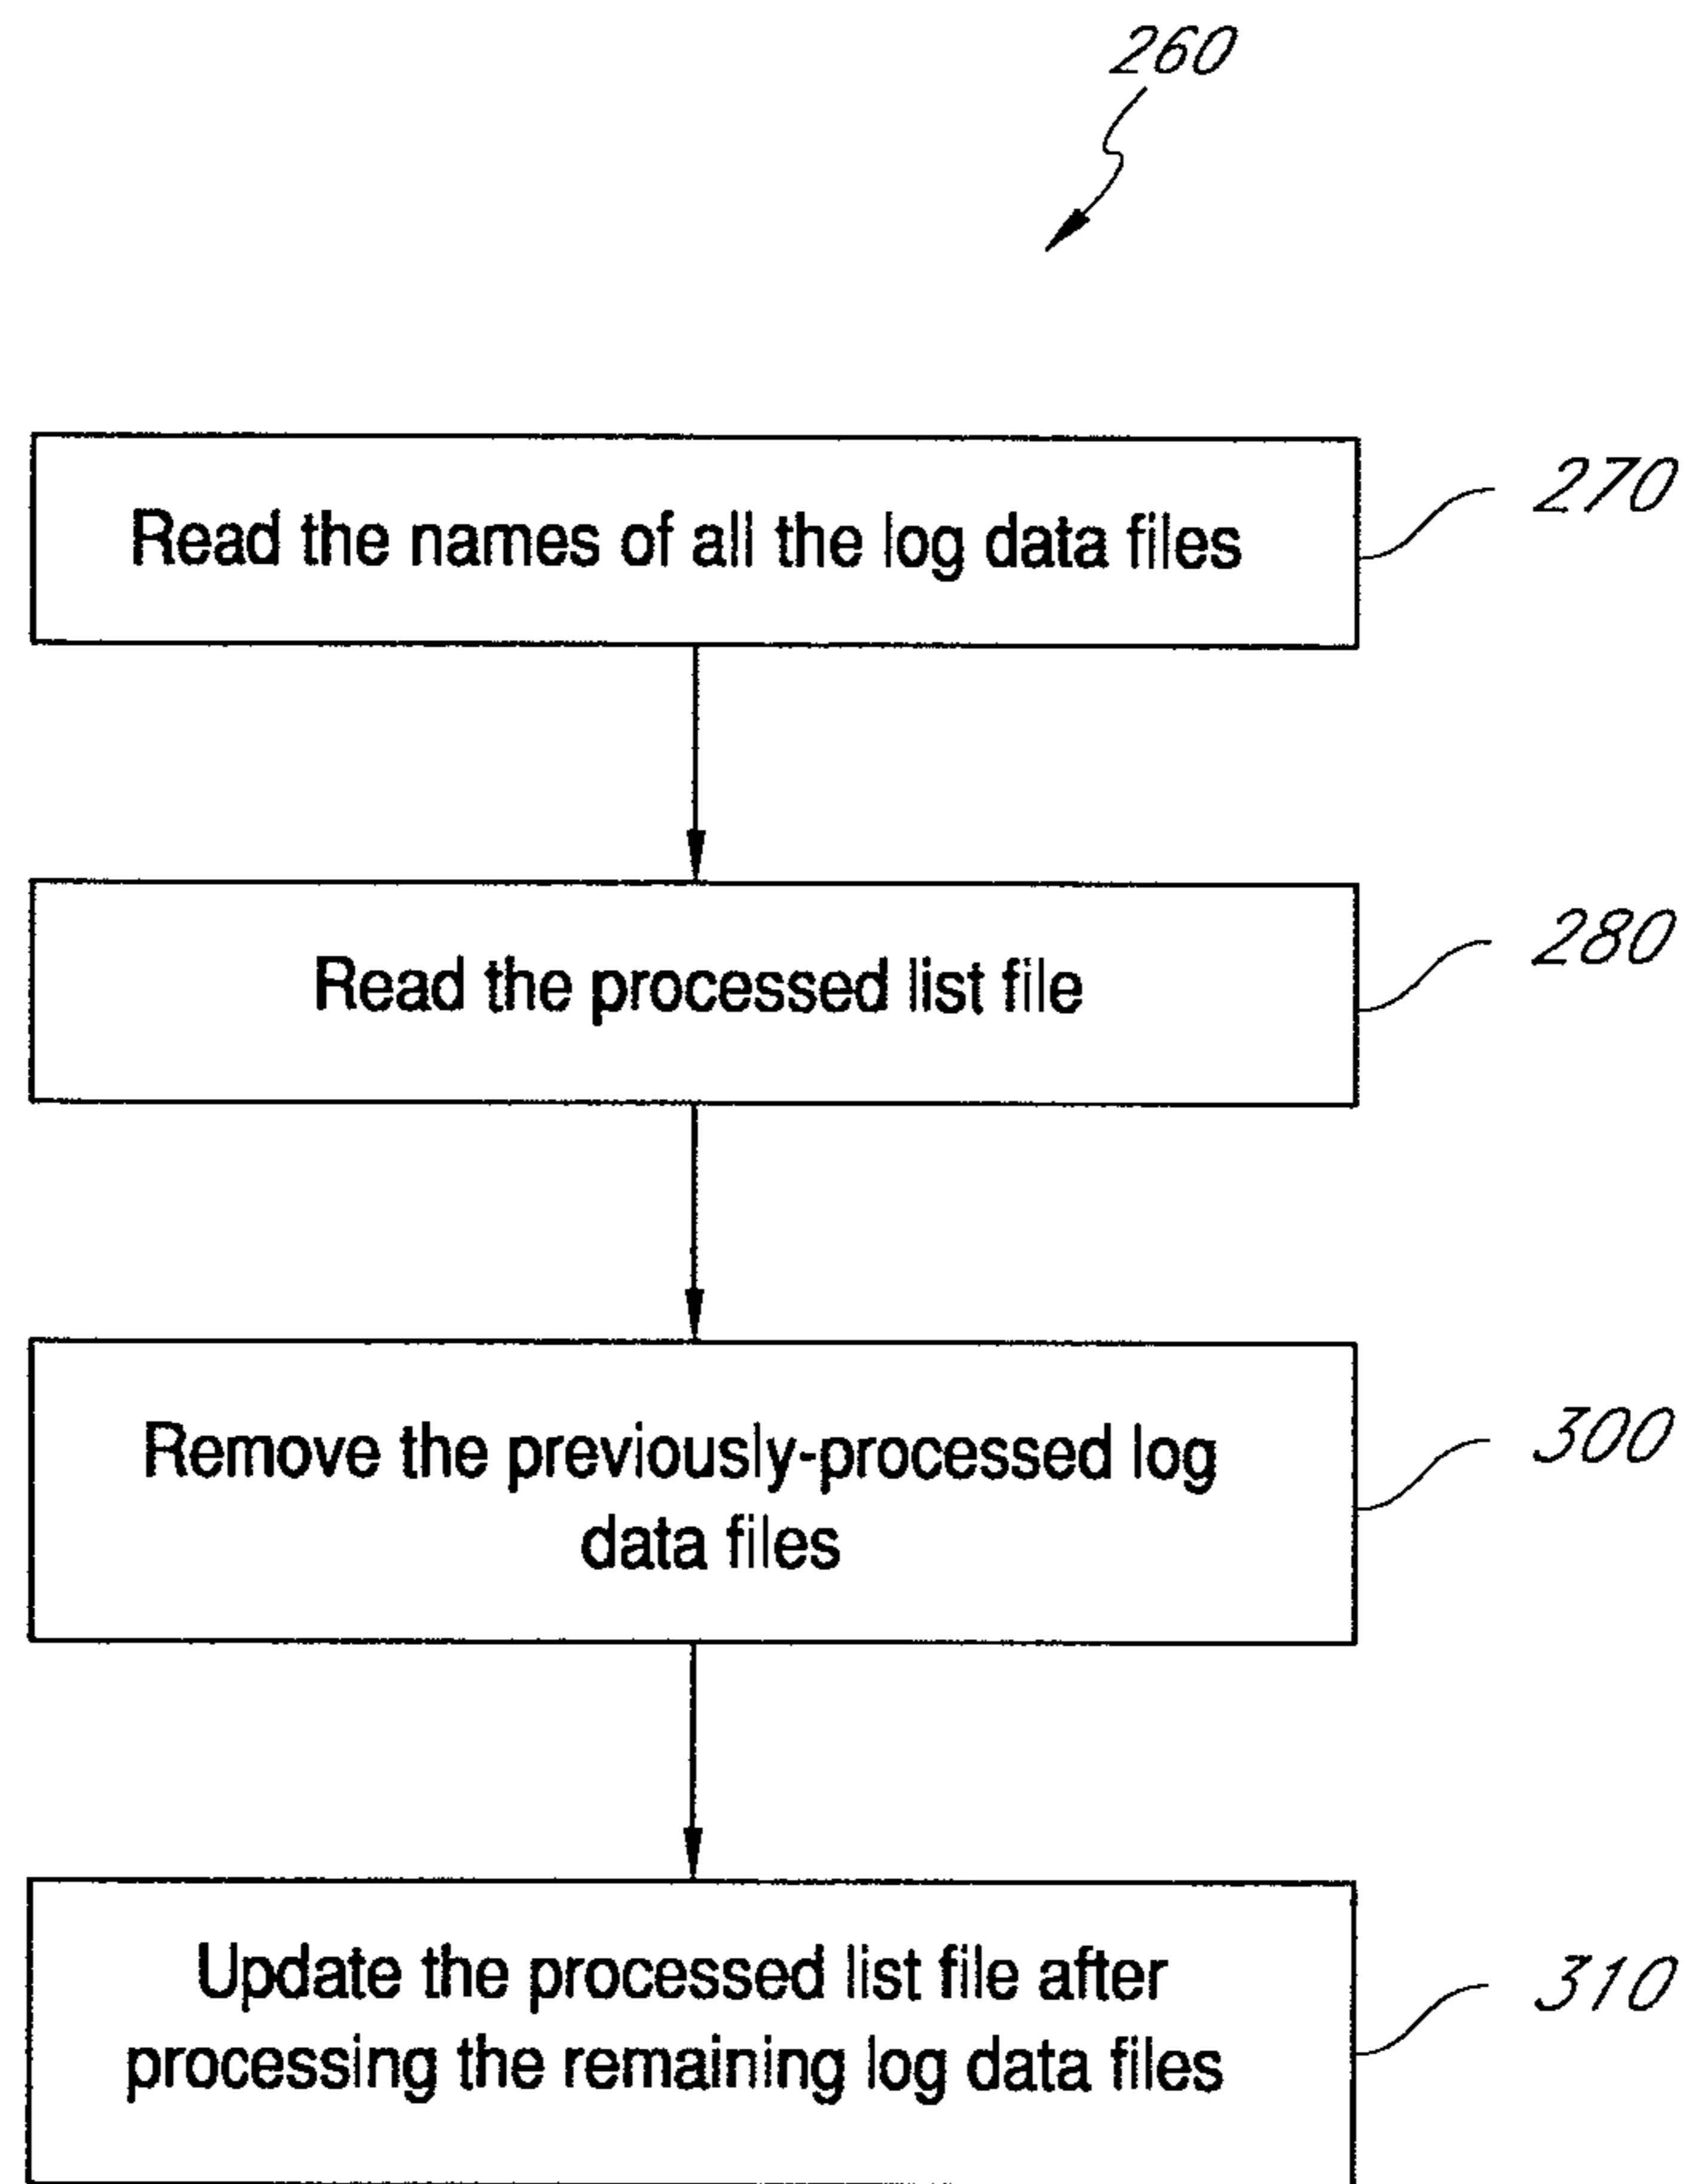 260
Read the names of all the log data files
270
Read the processed list file
280
Remove the previously-processed log
data files
300
Update the processed list file after
processing the remaining log data files
310